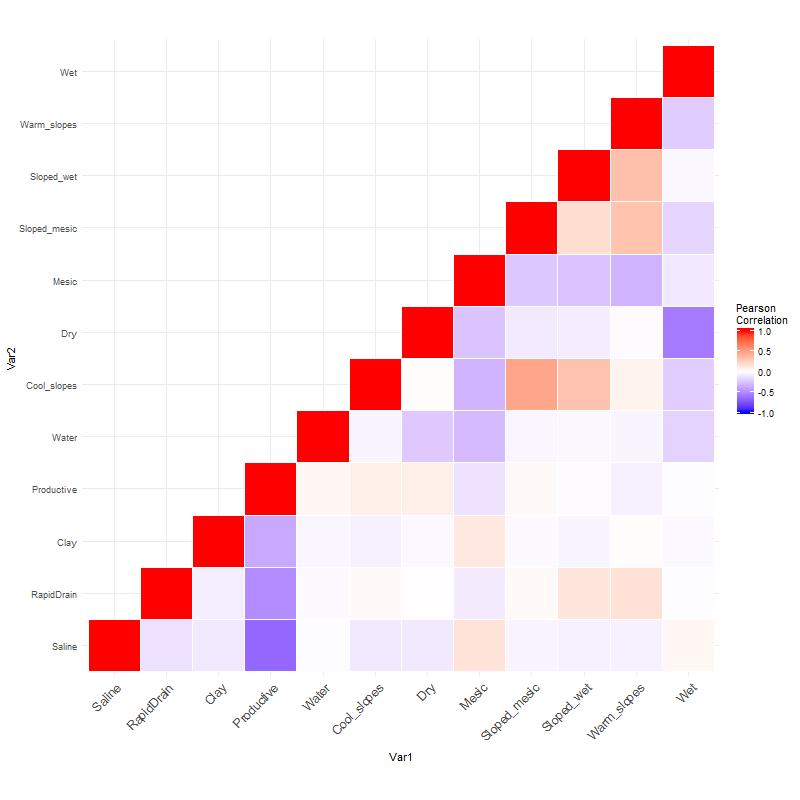 Wet
Warm_slopes
Sloped_wet
Sloped_mesic
Mesic
Dry
Cool_slopes
Water
Productive
Clay
RapidDrain
Saline
Var2
Saline
RapidDrain
Clay
Productive
Water
Cool_slopes
Dry
Mesic
Sloped_mesic
Sloped_wet
Warm_slopes
Wet
Var1
Pearson
Correlation
1.0
0.5
0.0
-0.5
-1.0